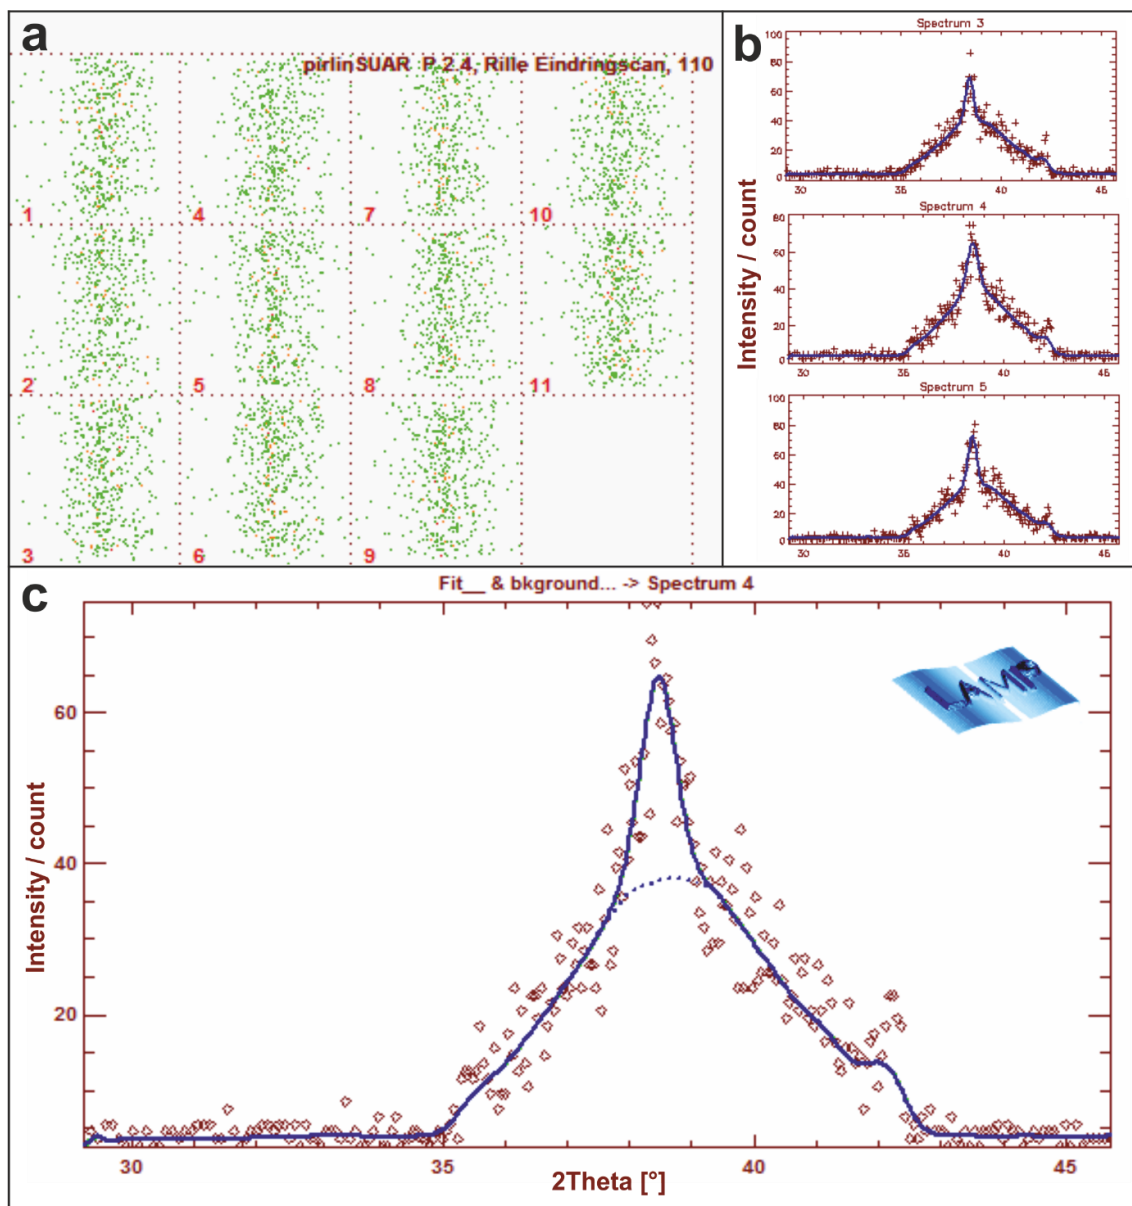 a
pirlinSUAR P 2 4, Rille Eindringscan, 110
1 4 7 10
2 5 8 11
3 6 9
b
Spectrum 3
100
80
60
40
20
0
30 35 40 45
Spectrum 4
80
60
40
20
0
30 35 40 45
Spectrum 5
100
80
60
40
20
0
30 35 40 45
Intensity / count
c
Fit__ & bkground... -> Spectrum 4
LAMP
60
40
20
Intensity / count
30 35 40 45
2Theta [°]